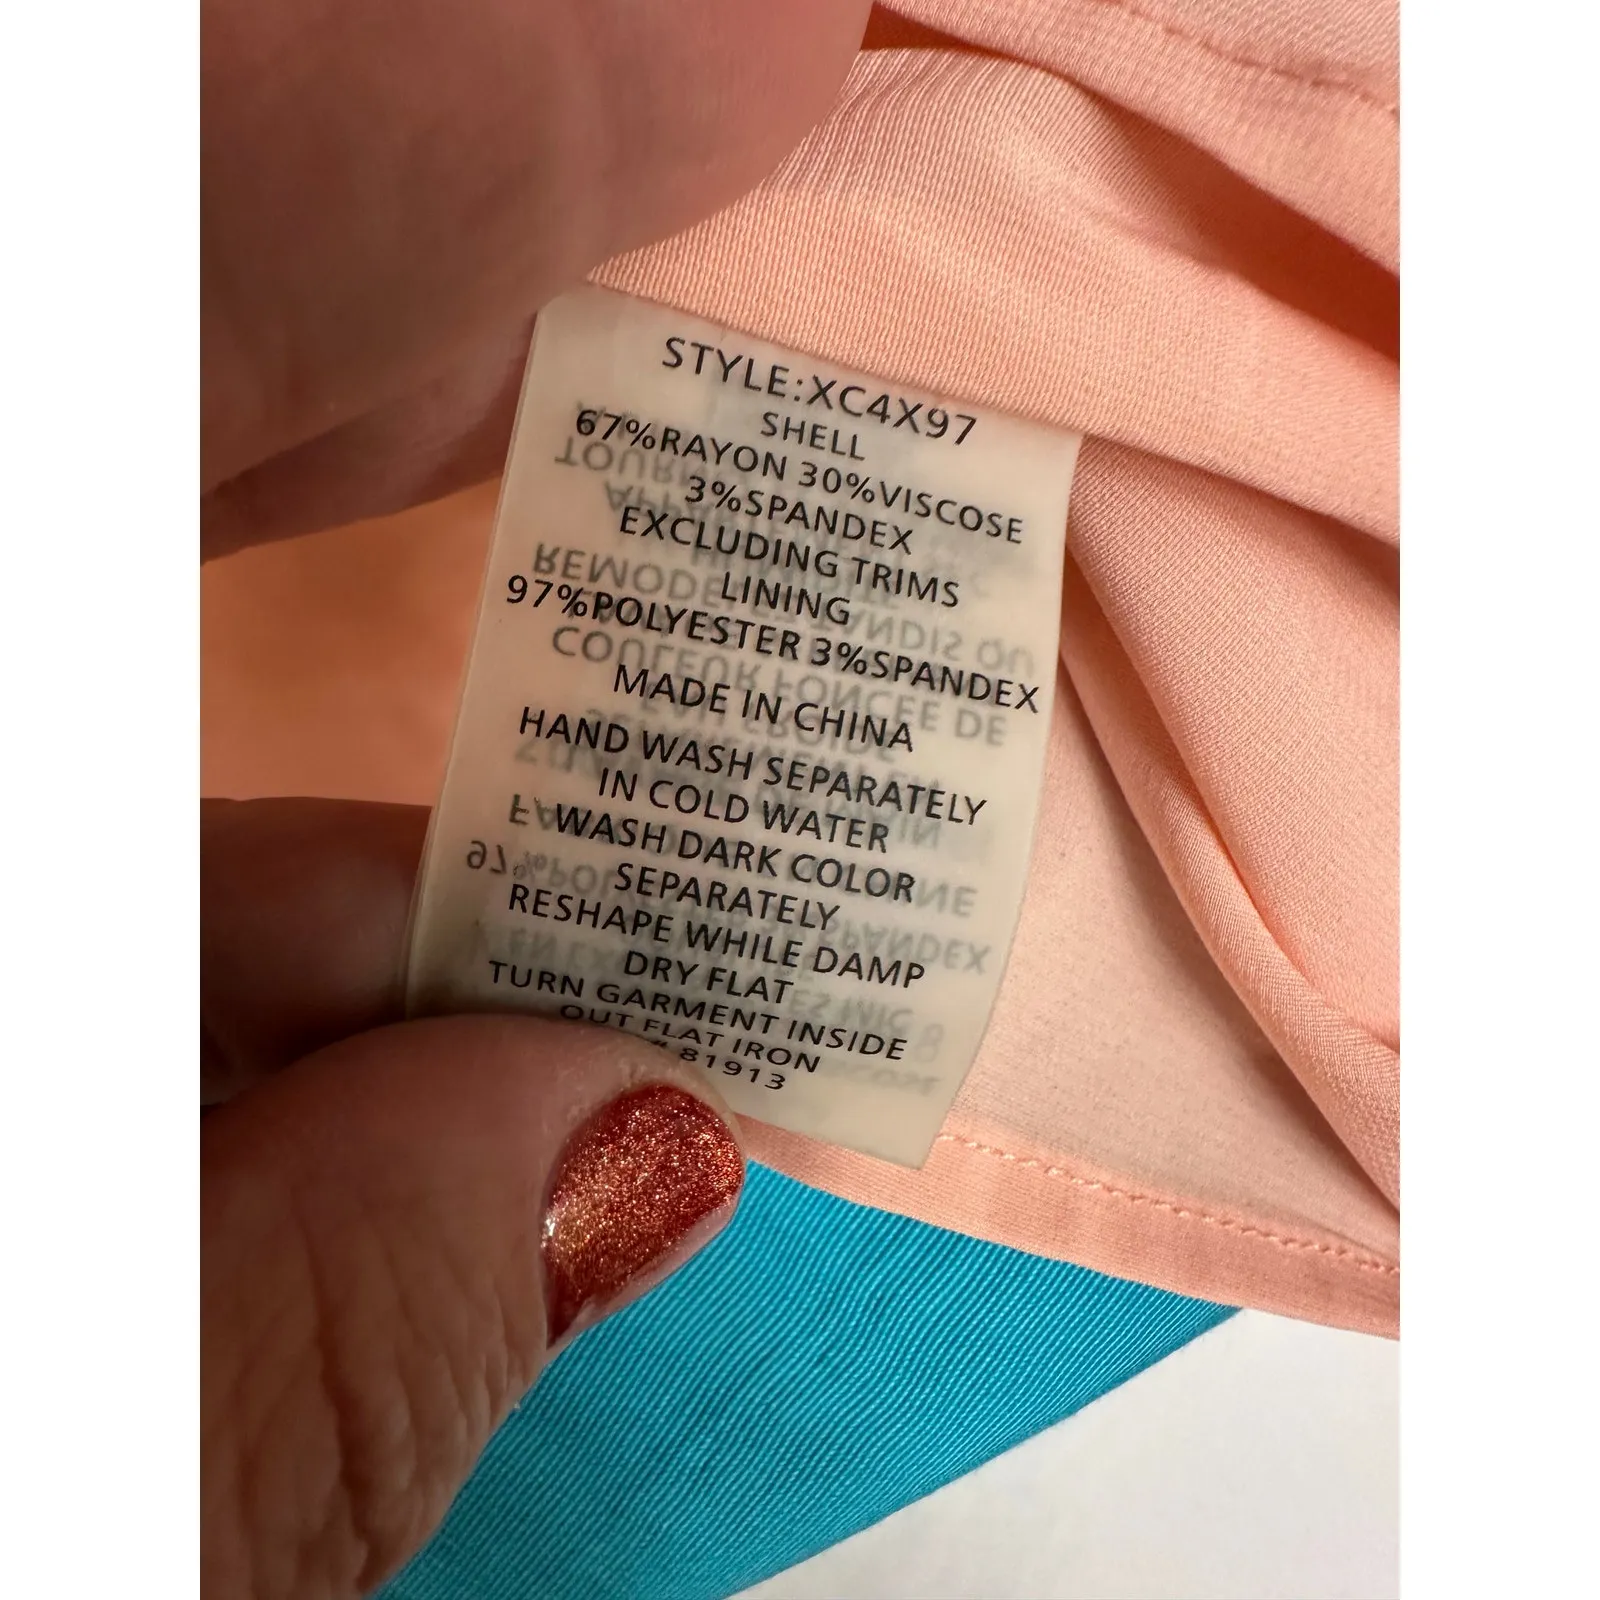 STYLE:XC4X97
SHELL
67%RAYON 30%VISCOSE
3%SPANDEX
EXCLUDING TRIMS
LINING
97%POLYESTER 3%SPANDEX
MADE IN CHINA
HAND WASH SEPARATELY
IN COLD WATER
WASH DARK COLOR
SEPARATELY
RESHAPE WHILE DAMP
DRY FLAT
TURN GARMENT INSIDE
OUT FLAT IRON
81913